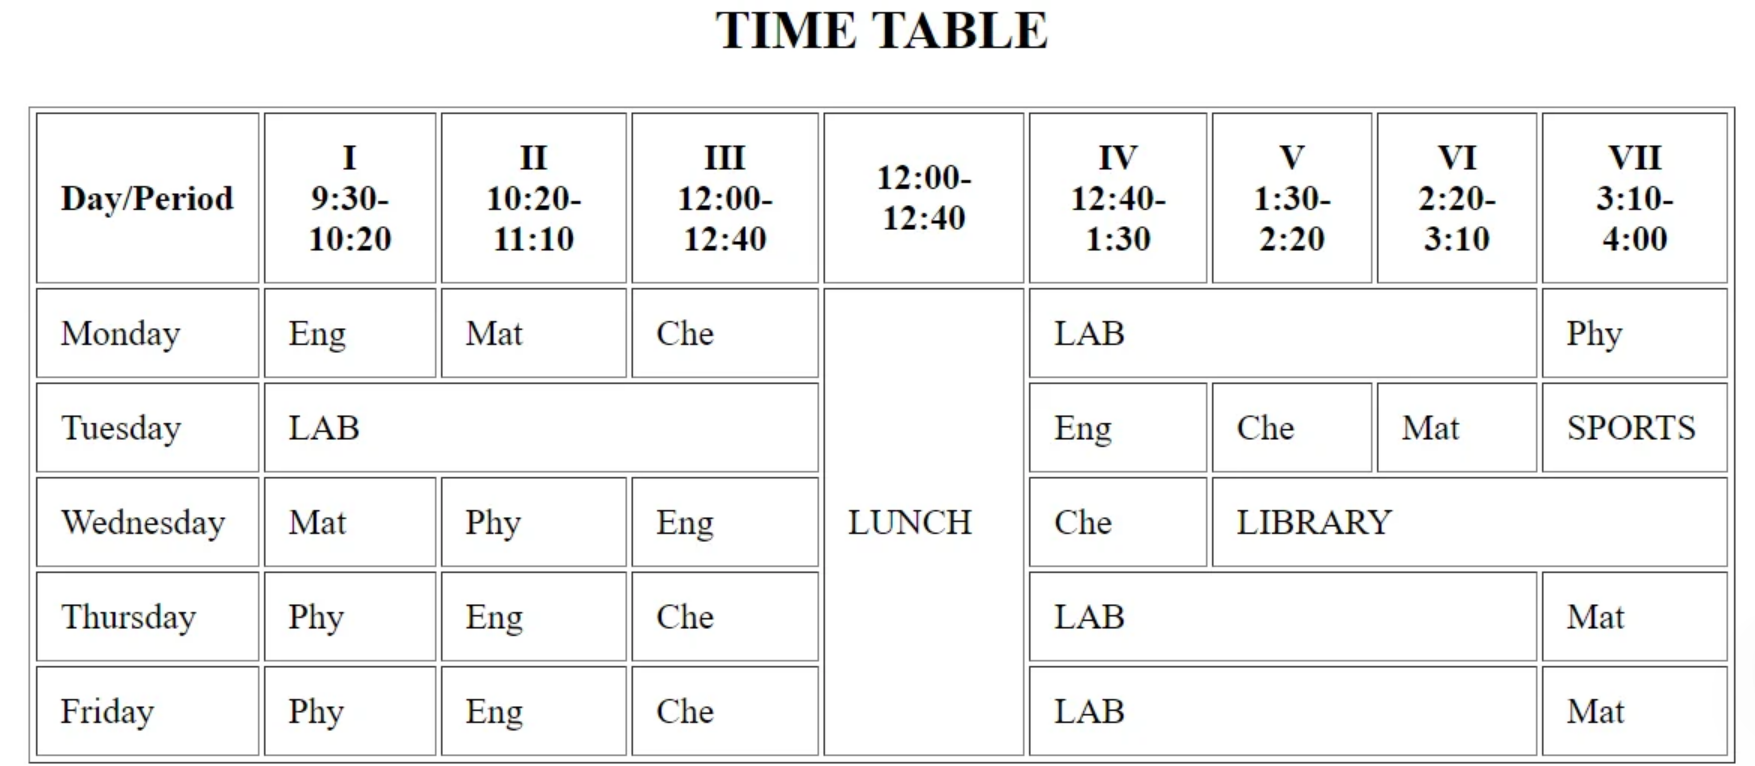 TIME TABLE
Day/Period
I
9:30-
10:20
II
10:20-
11:10
III
12:00-
12:40
12:00-
12:40
IV
12:40-
1:30
V
1:30-
2:20
VI
2:20-
3:10
VII
3:10-
4:00
Monday Eng Mat Che LAB Phy
Tuesday LAB Eng Che Mat SPORTS
Wednesday Mat Phy Eng LUNCH Che LIBRARY
Thursday Phy Eng Che LAB Mat
Friday Phy Eng Che LAB Mat